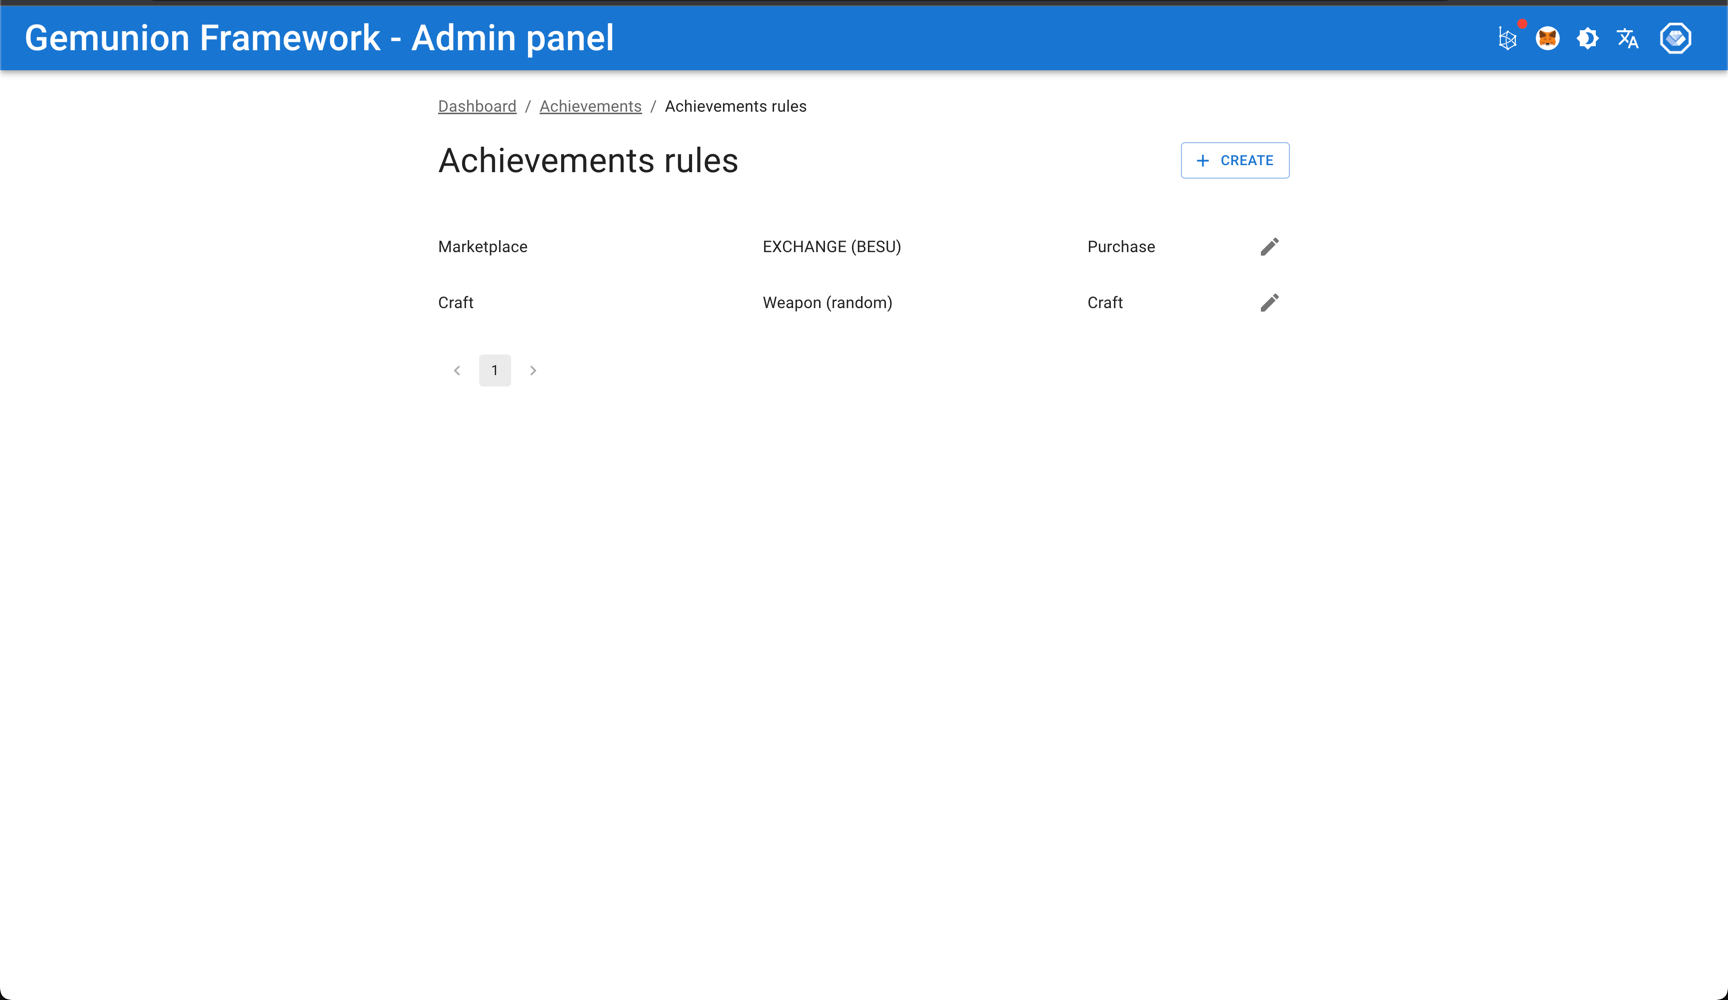 Gemunion Framework - Admin panel
Dashboard / Achievements / Achievements rules
Achievements rules
CREATE
Marketplace EXCHANGE (BESU) Purchase
Craft Weapon (random) Craft
1